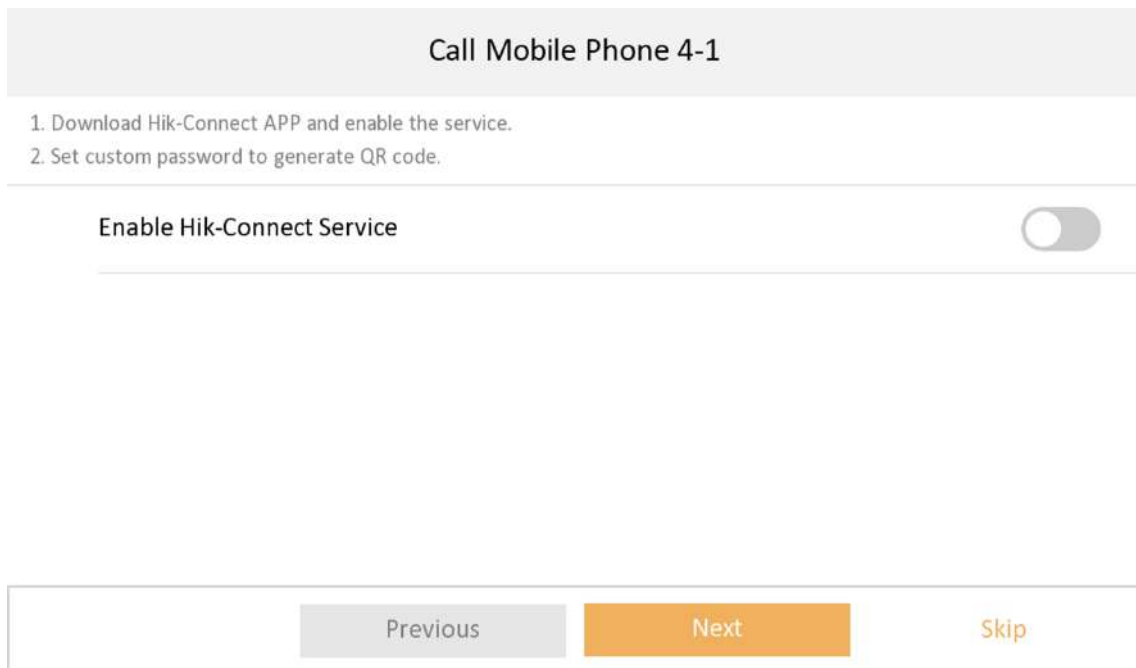 Call Mobile Phone 4-1
1. Download Hik-Connect APP and enable the service.
2. Set custom password to generate QR code.
Enable Hik-Connect Service
Previous
Next
Skip